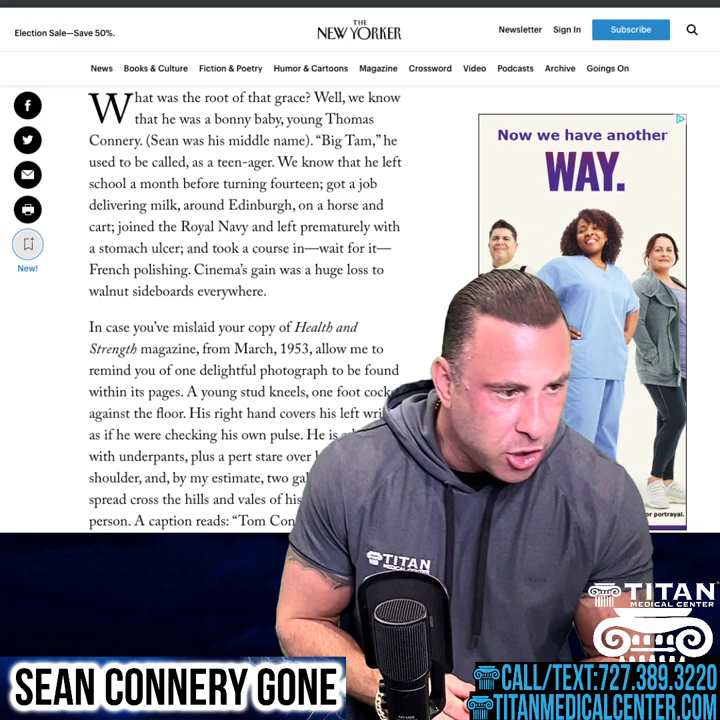 Election Sale—Save 50%.
THE
NEW YORKER
Newsletter Sign In Subscribe
News Books & Culture Fiction & Poetry Humor & Cartoons Magazine Crossword Video Podcasts Archive Goings On
What was the root of that grace? Well, we know
that he was a bonny baby, young Thomas
Connery. (Sean was his middle name). “Big Tam,” he
used to be called, as a teen-ager. We know that he left
school a month before turning fourteen; got a job
delivering milk, around Edinburgh, on a horse and
cart; joined the Royal Navy and left prematurely with
a stomach ulcer; and took a course in—wait for it—
French polishing. Cinema’s gain was a huge loss to
walnut sideboards everywhere.
In case you’ve mislaid your copy of Health and
Strength magazine, from March, 1953, allow me to
remind you of one delightful photograph to be found
within its pages. A young stud kneels, one foot
against the floor. His right hand covers his left
as if he were checking his own pulse. He is
with underpants, plus a pert stare over
shoulder, and, by my estimate, two
spread cross the hills and vales of his
person. A caption reads: “Tom
New!
Now we have another
WAY.
or portrayal.
TITAN
MEDICAL CENTER
TITAN
MEDICAL CENTER
SEAN CONNERY GONE
CALL/TEXT:727.389.3220
TITANMEDICALCENTER.COM